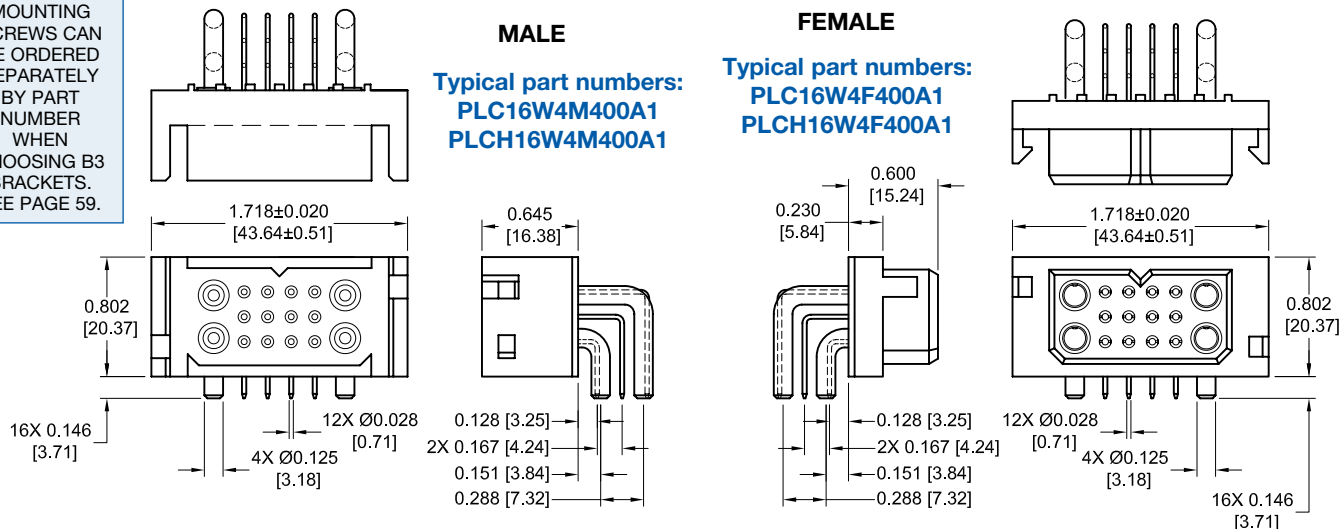 MOUNTING
CREWS CAN
E ORDERED
EPARATELY
BY PART
NUMBER
WHEN
HOOSING B3
BRACKETS.
EE PAGE 59.
MALE
Typical part numbers:
PLC16W4M400A1
PLCH16W4M400A1
FEMALE
Typical part numbers:
PLC16W4F400A1
PLCH16W4F400A1
1.718±0.020
[43.64±0.51]
0.802
[20.37]
16X 0.146
[3.71]
4X Ø0.125
[3.18]
12X Ø0.028
[0.71]
0.645
[16.38]
0.128 [3.25]
2X 0.167 [4.24]
0.151 [3.84]
0.288 [7.32]
0.600
[15.24]
0.230
[5.84]
0.128 [3.25]
2X 0.167 [4.24]
0.151 [3.84]
0.288 [7.32]
1.718±0.020
[43.64±0.51]
0.802
[20.37]
12X Ø0.028
[0.71]
4X Ø0.125
[3.18]
16X 0.146
[3.71]